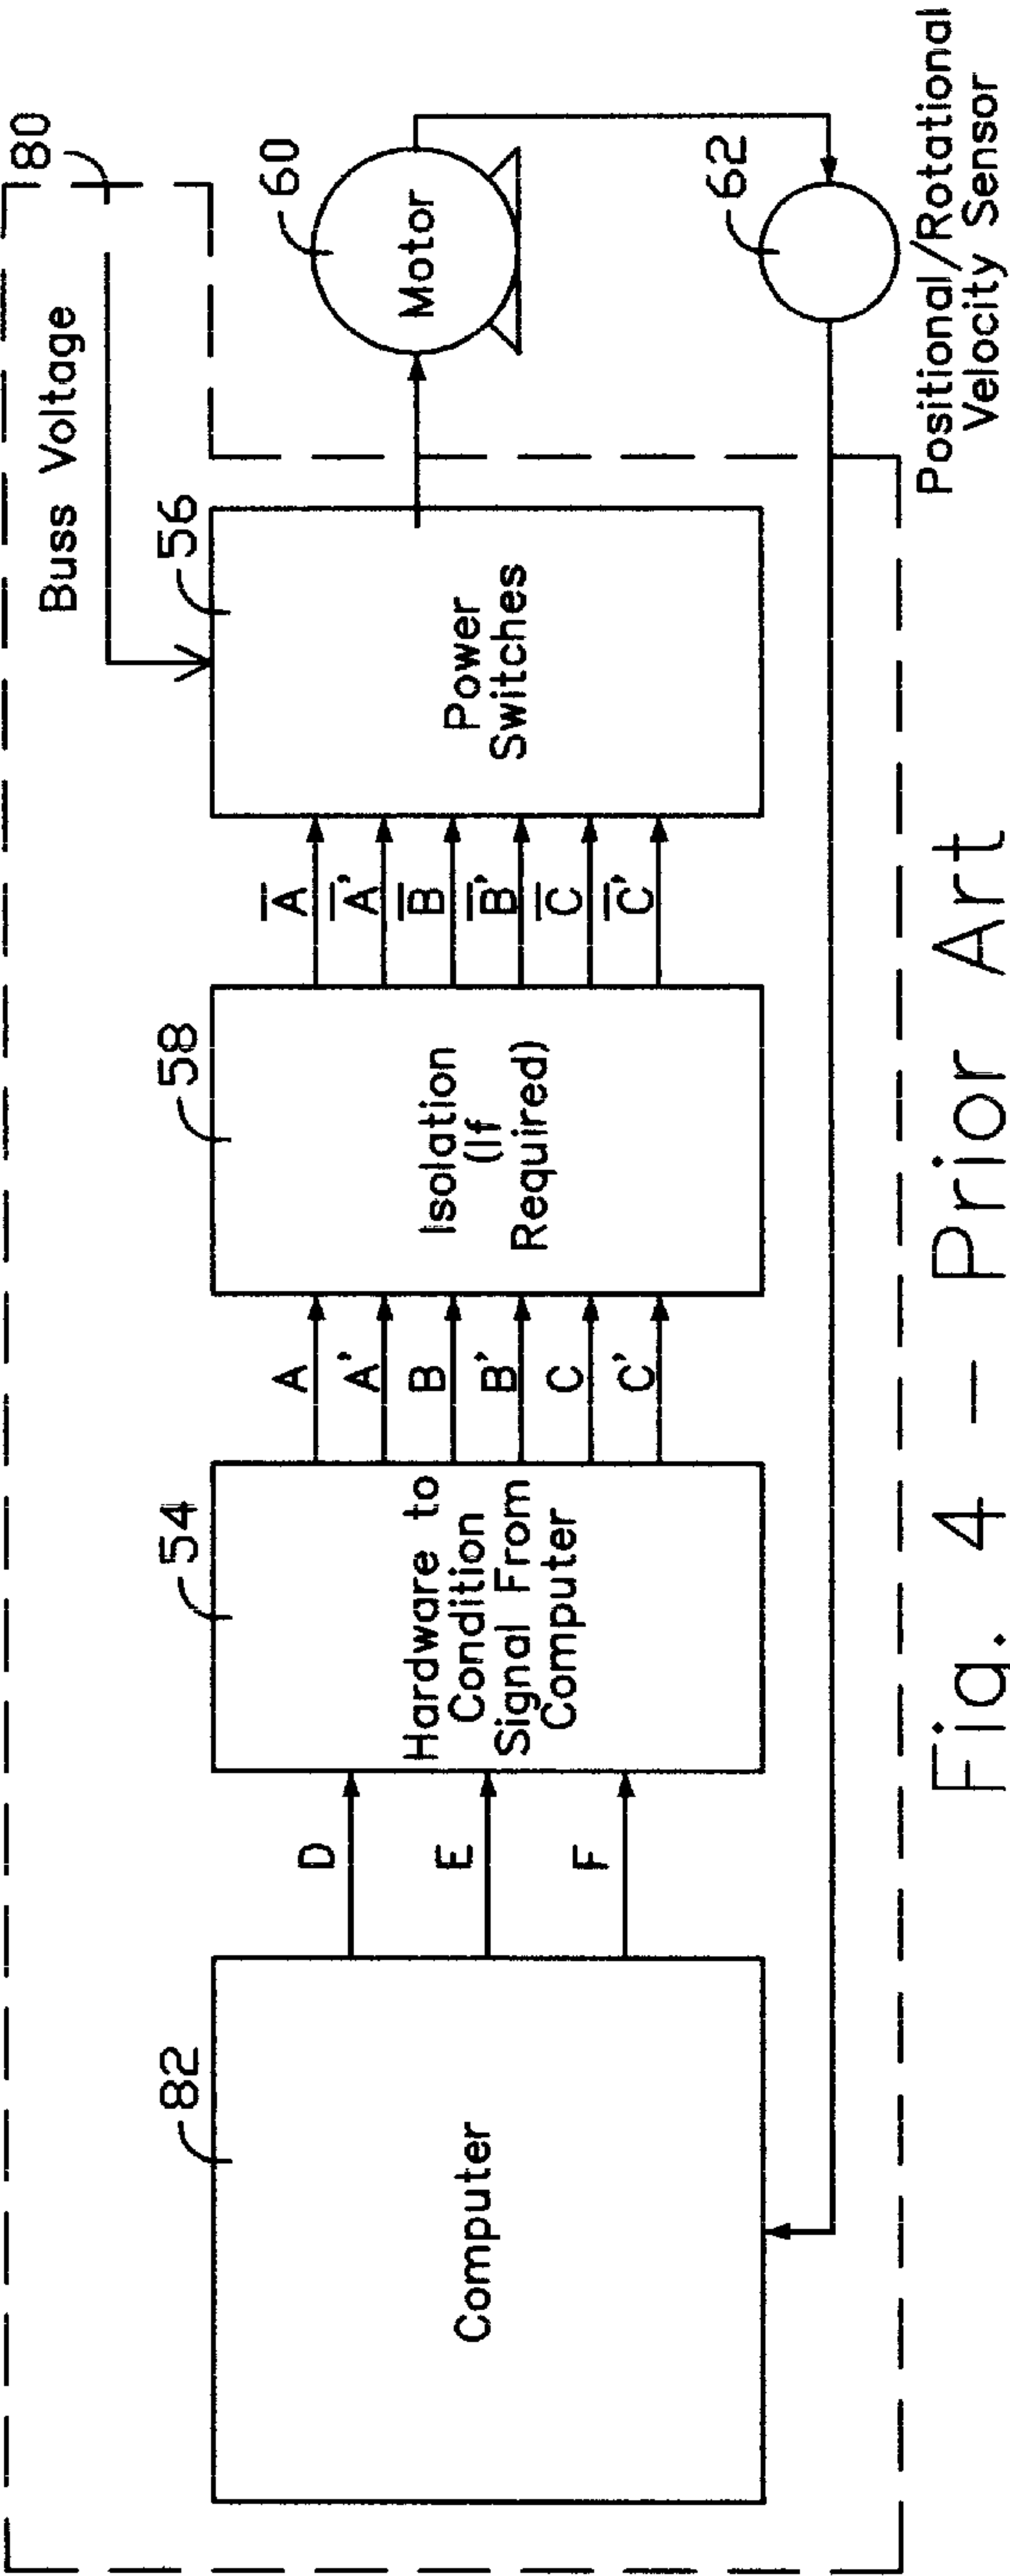 80
Buss Voltage
82
54
58
56
60
Computer
D
E
F
Hardware to
Condition
Signal From
Computer
A
A'
B
B'
C
C'
Isolation
(If
Required)
A̅
A̅'
B̅
B̅'
C̅
C̅'
Power
Switches
Motor
62
Positional/Rotational
Velocity Sensor
Fig. 4 – Prior Art